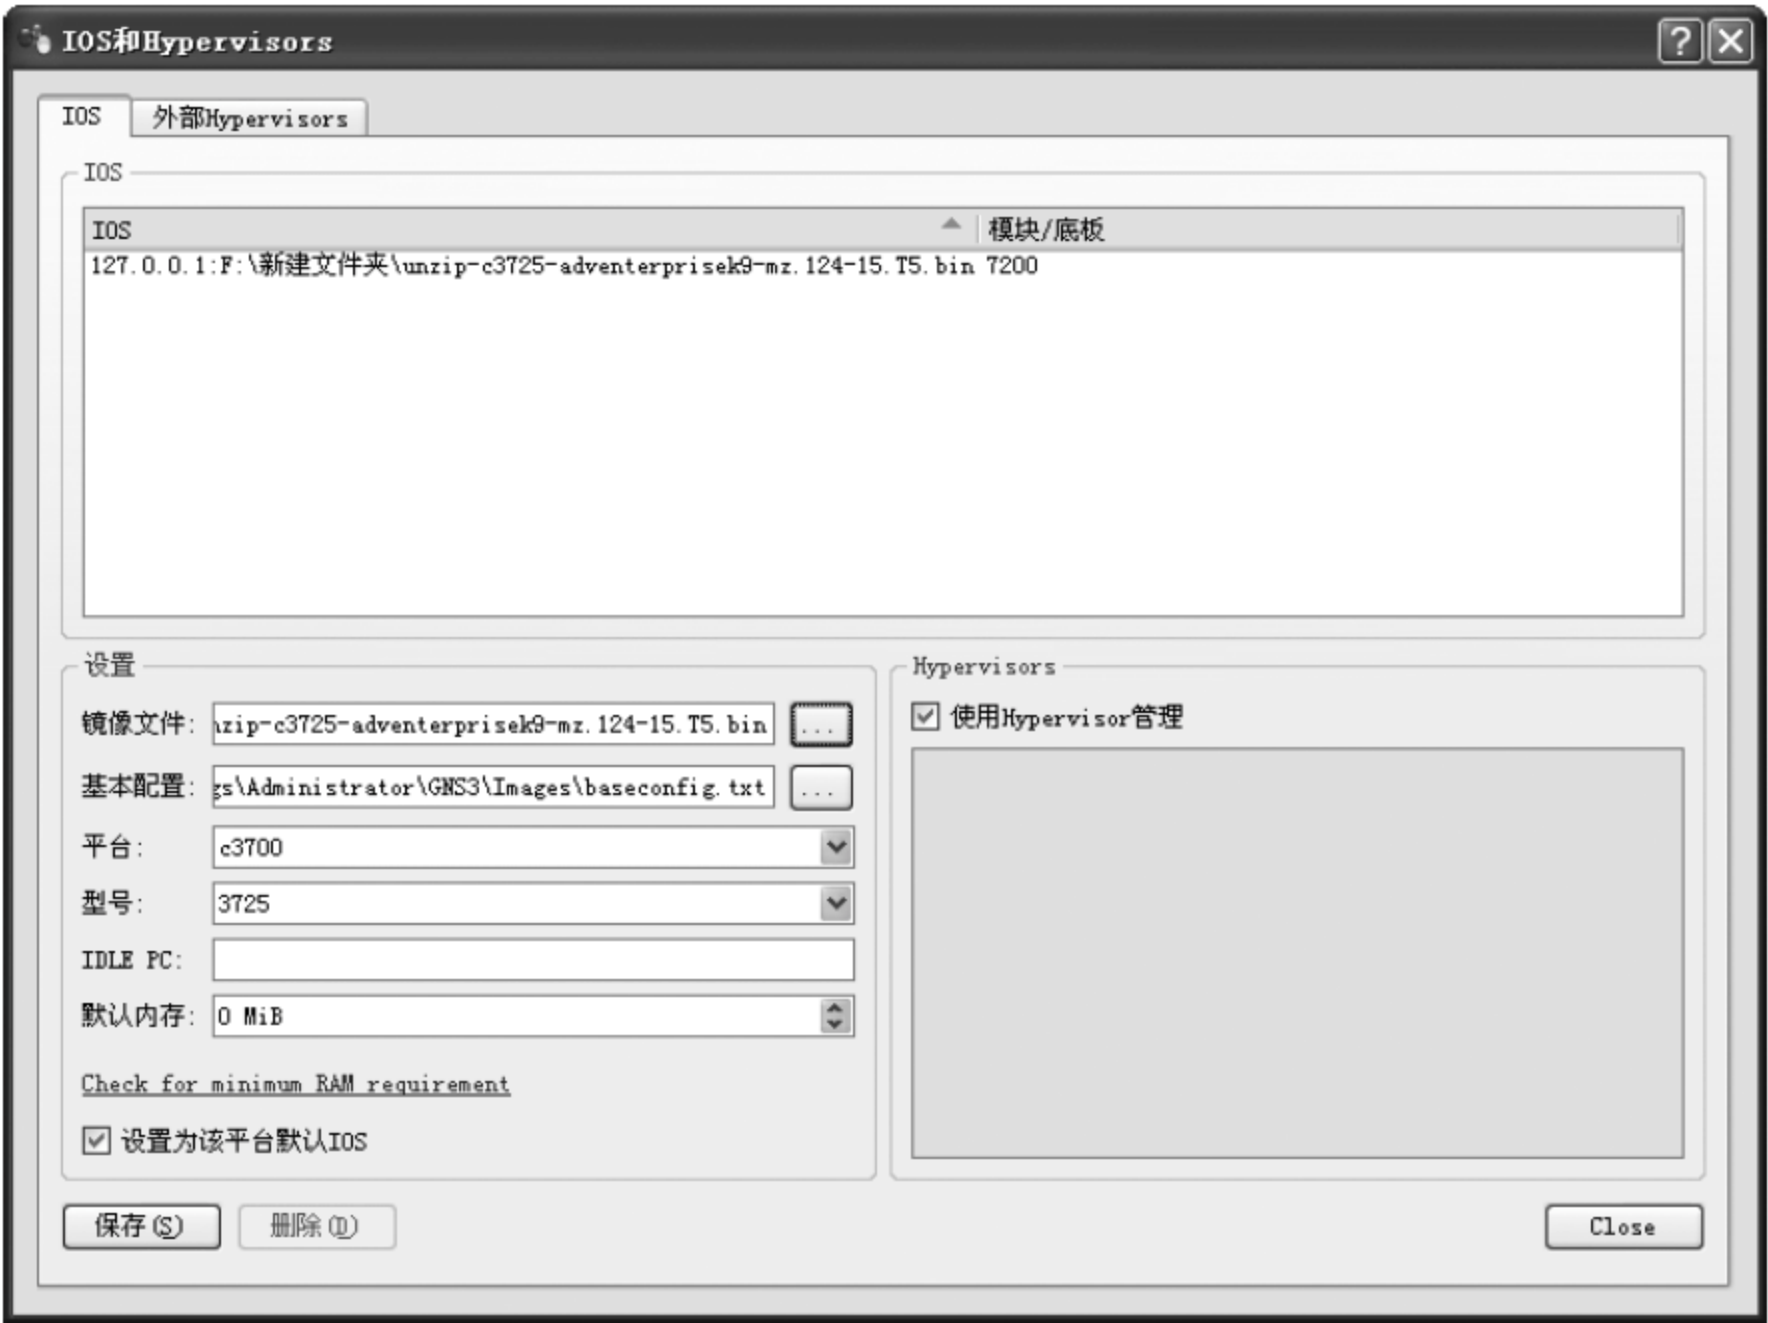 IOS和Hypervisors
IOS 外部Hypervisors
IOS
IOS 模块/底板
127.0.0.1:F:\新建文件夹\unzip-c3725-adventerprisek9-mz.124-15.T5.bin 7200
设置
镜像文件: nzip-c3725-adventerprisek9-mz.124-15.T5.bin ...
基本配置: gs\Administrator\GNS3\Images\baseconfig.txt ...
平台: c3700
型号: 3725
IDLE PC:
默认内存: 0 MiB
Check for minimum RAM requirement
设置为该平台默认IOS
Hypervisors
使用Hypervisor管理
保存(S) 删除(D) Close